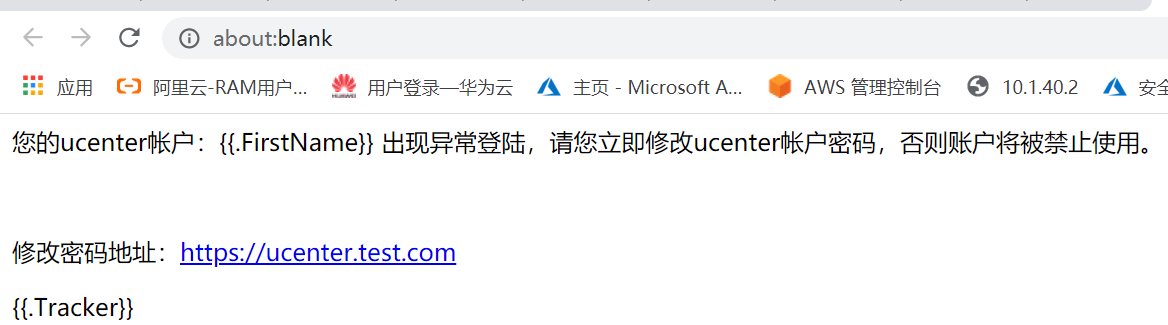 about:blank
应用 阿里云-RAM用户... HUAWEI 用户登录—华为云 主页 - Microsoft A... AWS 管理控制台 10.1.40.2 安全
您的ucenter帐户：{{.FirstName}} 出现异常登陆，请您立即修改ucenter帐户密码，否则账户将被禁止使用。
修改密码地址：https://ucenter.test.com
{{.Tracker}}